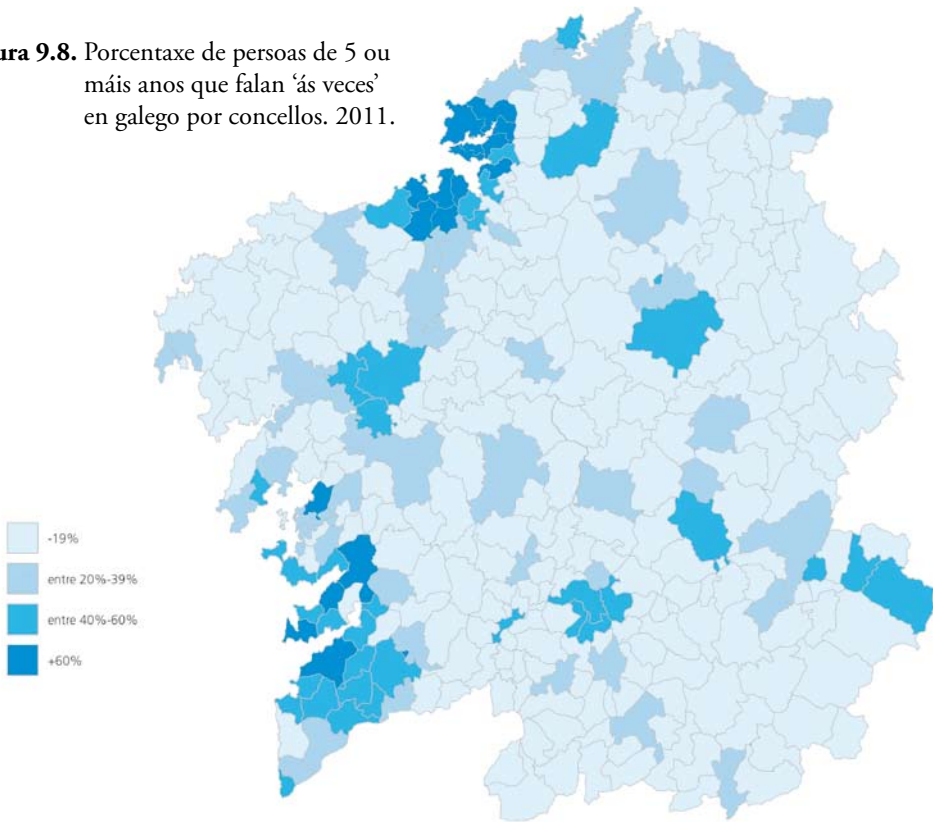 ura 9.8. Porcentaxe de persoas de 5 ou
máis anos que falan ‘ás veces’
en galego por concellos. 2011.
-19%
entre 20%-39%
entre 40%-60%
+60%